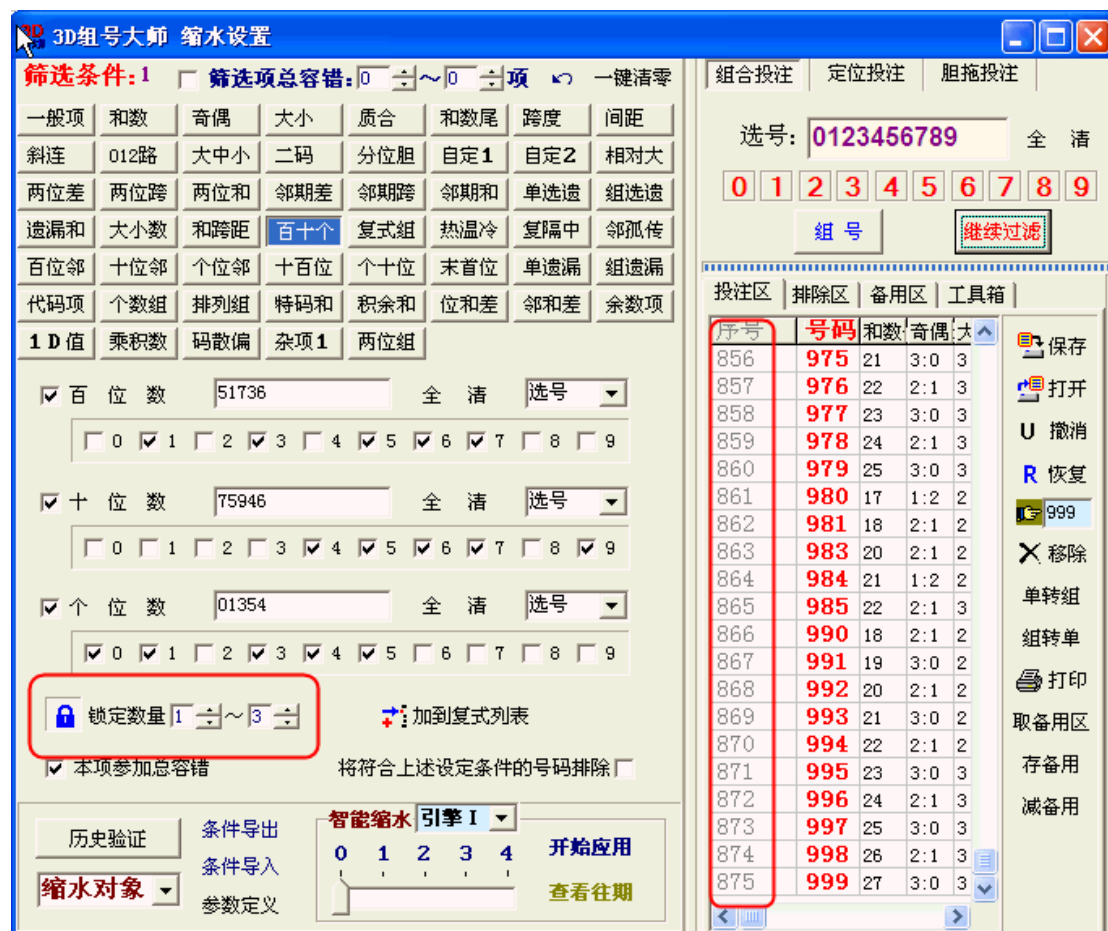 3D组号大师 缩水设置
筛选条件:1 筛选项总容错:0 ~0 项 一键清零
一般项 和数 奇偶 大小 质合 和数尾 跨度 间距
斜连 012路 大中小 二码 分位胆 自定1 自定2 相对大
两位差 两位跨 两位和 邻期差 邻期跨 邻期和 单选遗 组选遗
遗漏和 大小数 和跨距 百十个 复式组 热温冷 复隔中 邻孤传
百位邻 十位邻 个位邻 十百位 个十位 末首位 单遗漏 组遗漏
代码项 个数组 排列组 特码和 积余和 位和差 邻和差 余数项
1D值 乘积数 码散偏 杂项1 两位组
百位数 51736 全 清 选号
0 1 2 3 4 5 6 7 8 9
十位数 75946 全 清 选号
0 1 2 3 4 5 6 7 8 9
个位数 01354 全 清 选号
0 1 2 3 4 5 6 7 8 9
锁定数量 1 ~ 3 加到复式列表
本项参加总容错 将符合上述设定条件的号码排除
历史验证 条件导出 智能缩水 引擎 I
条件导入 0 1 2 3 4 开始应用
缩水对象 参数定义 查看往期
组合投注 定位投注 胆拖投注
选号: 0123456789 全 清
0 1 2 3 4 5 6 7 8 9
组号 继续过滤
投注区 排除区 备用区 工具箱
序号 号码 和数 奇偶 大
856 975 21 3:0 3
857 976 22 2:1 3
858 977 23 3:0 3
859 978 24 2:1 3
860 979 25 3:0 3
861 980 17 1:2 2
862 981 18 2:1 2
863 983 20 2:1 2
864 984 21 1:2 2
865 985 22 2:1 3
866 990 18 2:1 2
867 991 19 3:0 2
868 992 20 2:1 2
869 993 21 3:0 2
870 994 22 2:1 2
871 995 23 3:0 3
872 996 24 2:1 3
873 997 25 3:0 3
874 998 26 2:1 3
875 999 27 3:0 3
保存
打开
U 撤消
R 恢复
999
移除
单转组
组转单
打印
取备用区
存备用
减备用